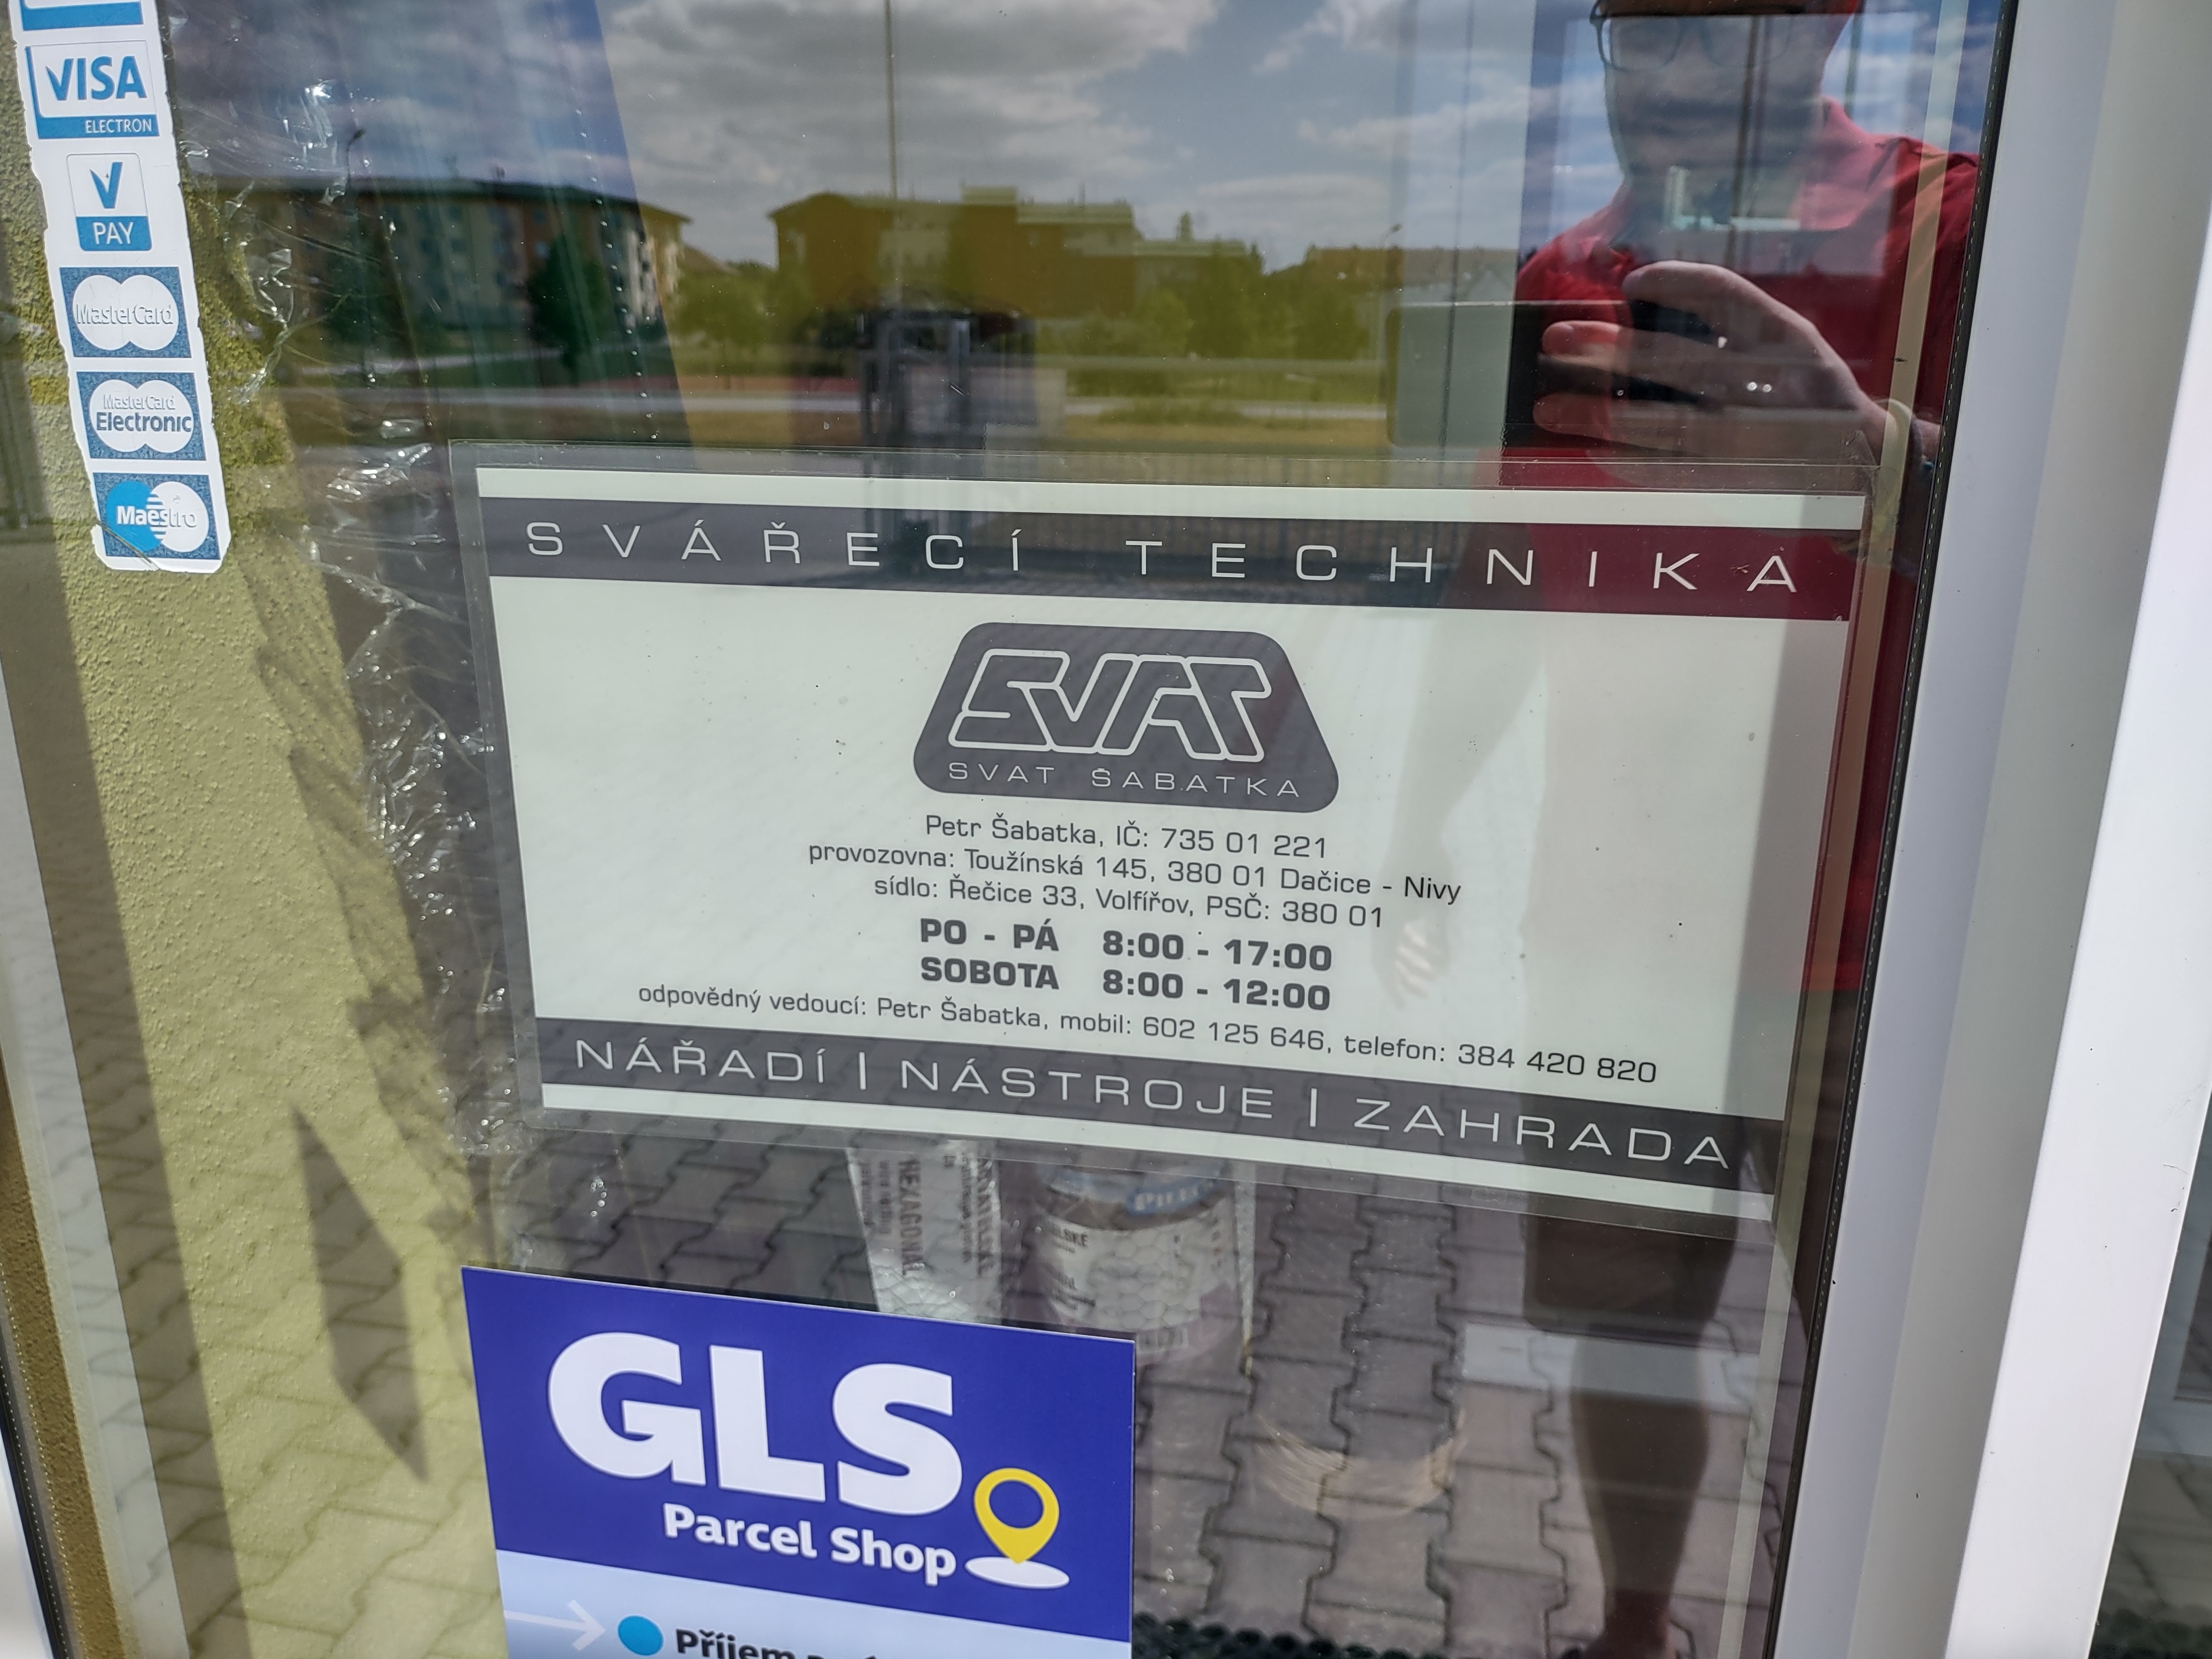 VISA
ELECTRON
V
PAY
MasterCard
MasterCard
Electronic
Maestro
SVÁŘECÍ TECHNIKA
SVAT
SVAT ŠABATKA
Petr Šabatka, IČ: 735 01 221
provozovna: Toužínská 145, 380 01 Dačice - Nivy
sídlo: Řečice 33, Volfířov, PSČ: 380 01
PO - PÁ 8:00 - 17:00
SOBOTA 8:00 - 12:00
odpovědný vedoucí: Petr Šabatka, mobil: 602 125 646, telefon: 384 420 820
NÁŘADÍ | NÁSTROJE | ZAHRADA
HEXAGONAL
GLS
Parcel Shop
Příjem